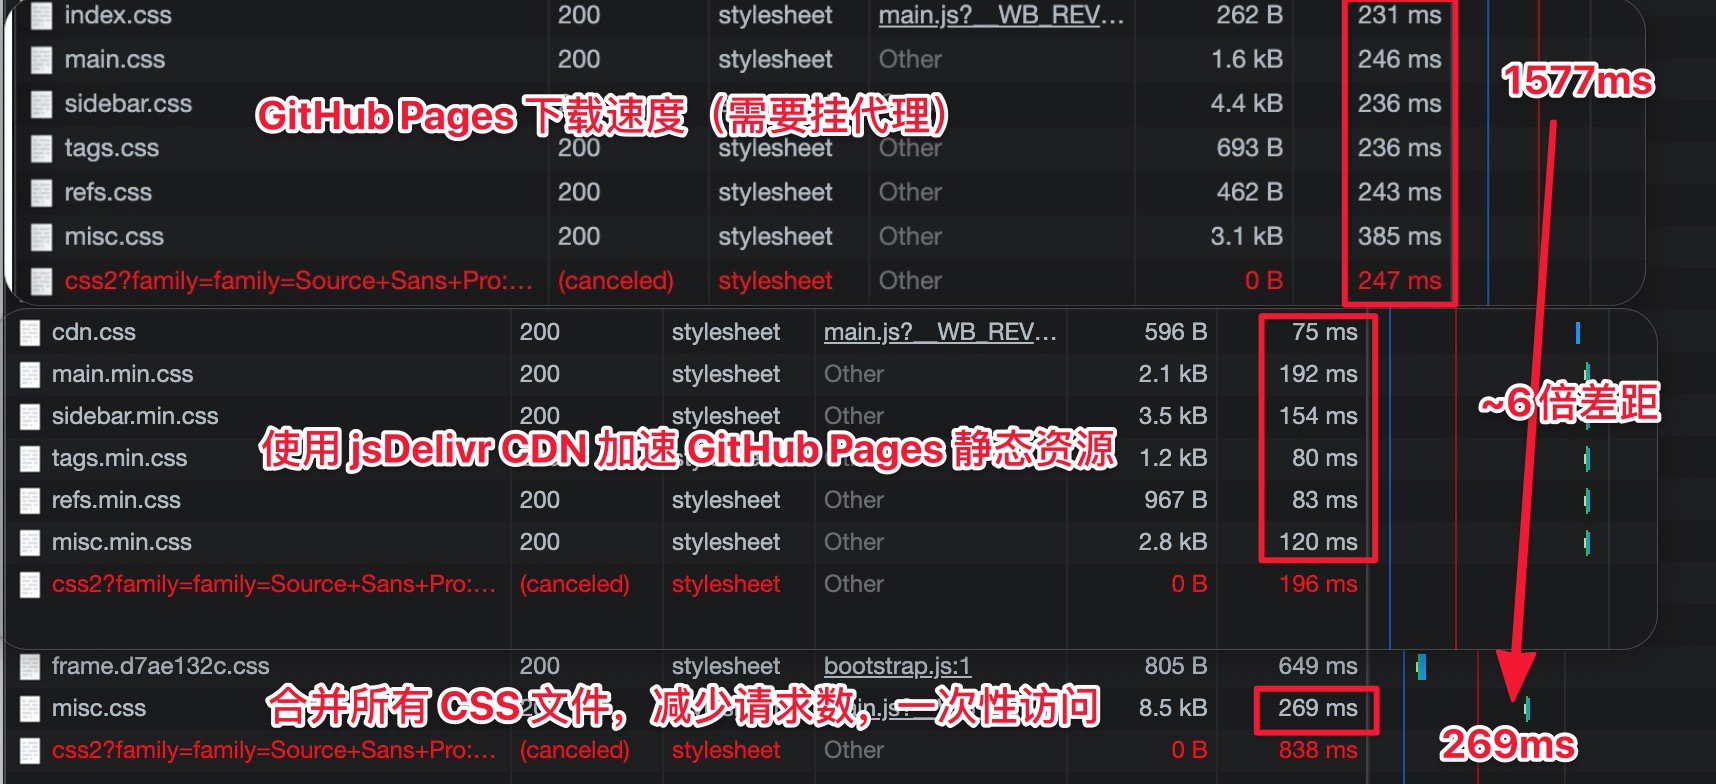 index.css 200 stylesheet main.js?__WB_REV... 262 B 231 ms
main.css 200 stylesheet Other 1.6 kB 246 ms
1577ms
sidebar.css stylesheet 4.4 kB 236 ms
GitHub Pages 下载速度（需要挂代理）
tags.css 200 stylesheet Other 693 B 236 ms
refs.css 200 stylesheet Other 462 B 243 ms
misc.css 200 stylesheet Other 3.1 kB 385 ms
css2?family=family=Source+Sans+Pro:... (canceled) stylesheet Other 0 B 247 ms
cdn.css 200 stylesheet main.js?__WB_REV... 596 B 75 ms
main.min.css 200 stylesheet Other 2.1 kB 192 ms
~6 倍差距
sidebar.min.css 200 stylesheet Other 3.5 kB 154 ms
使用 jsDelivr CDN 加速 GitHub Pages 静态资源
tags.min.css 200 stylesheet Other 1.2 kB 80 ms
refs.min.css 200 stylesheet Other 967 B 83 ms
misc.min.css 200 stylesheet Other 2.8 kB 120 ms
css2?family=family=Source+Sans+Pro:... (canceled) stylesheet Other 0 B 196 ms
frame.d7ae132c.css 200 stylesheet bootstrap.js:1 805 B 649 ms
合并所有 CSS 文件，减少请求数，一次性访问
misc.css 8.5 kB 269 ms
269ms
css2?family=family=Source+Sans+Pro:... (canceled) stylesheet Other 0 B 838 ms